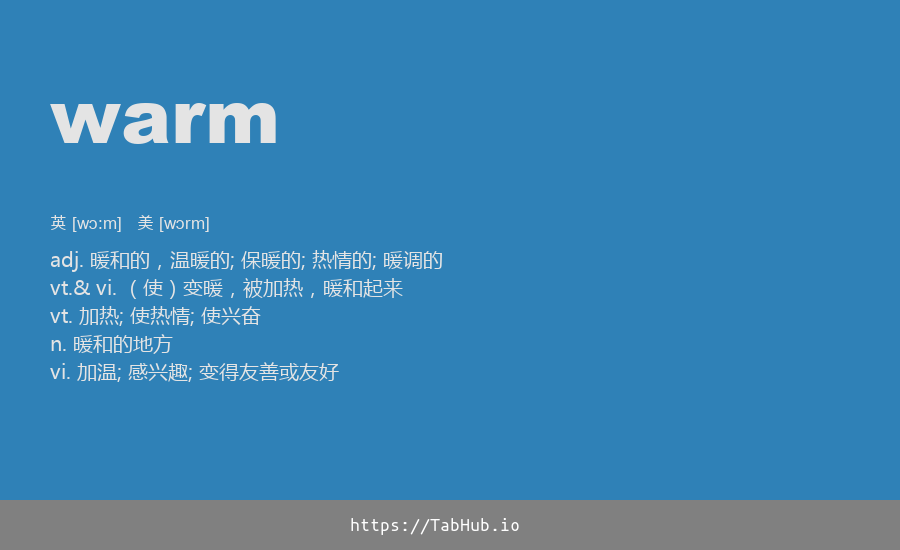 warm
英 [wɔːm] 美 [wɔrm]
adj. 暖和的，温暖的; 保暖的; 热情的; 暖调的
vt.& vi. （使）变暖，被加热，暖和起来
vt. 加热; 使热情; 使兴奋
n. 暖和的地方
vi. 加温; 感兴趣; 变得友善或友好
https://TabHub.io